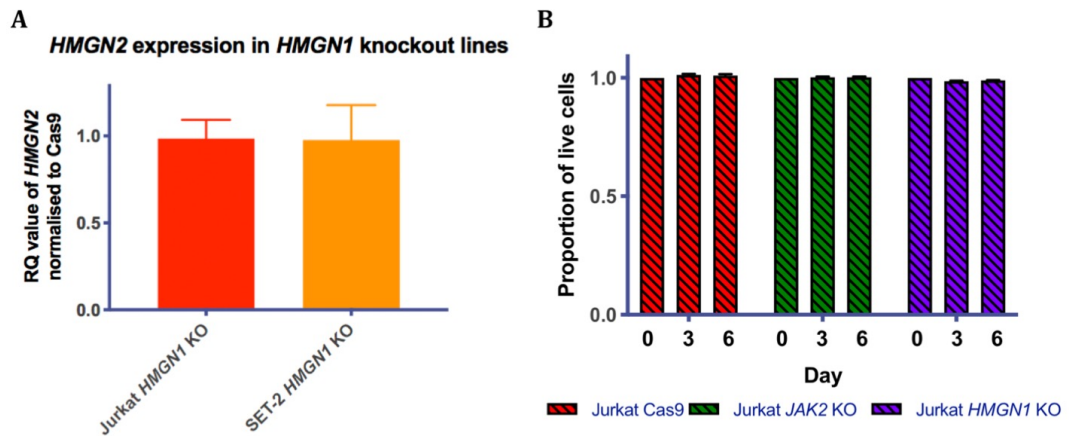 A
HMGN2 expression in HMGN1 knockout lines
RQ value of HMGN2
normalised to Cas9
1.0
0.5
0.0
Jurkat HMGN1 KO
SET-2 HMGN1 KO
B
Proportion of live cells
1.0
0.5
0.0
0 3 6 0 3 6 0 3 6
Day
Jurkat Cas9 Jurkat JAK2 KO Jurkat HMGN1 KO